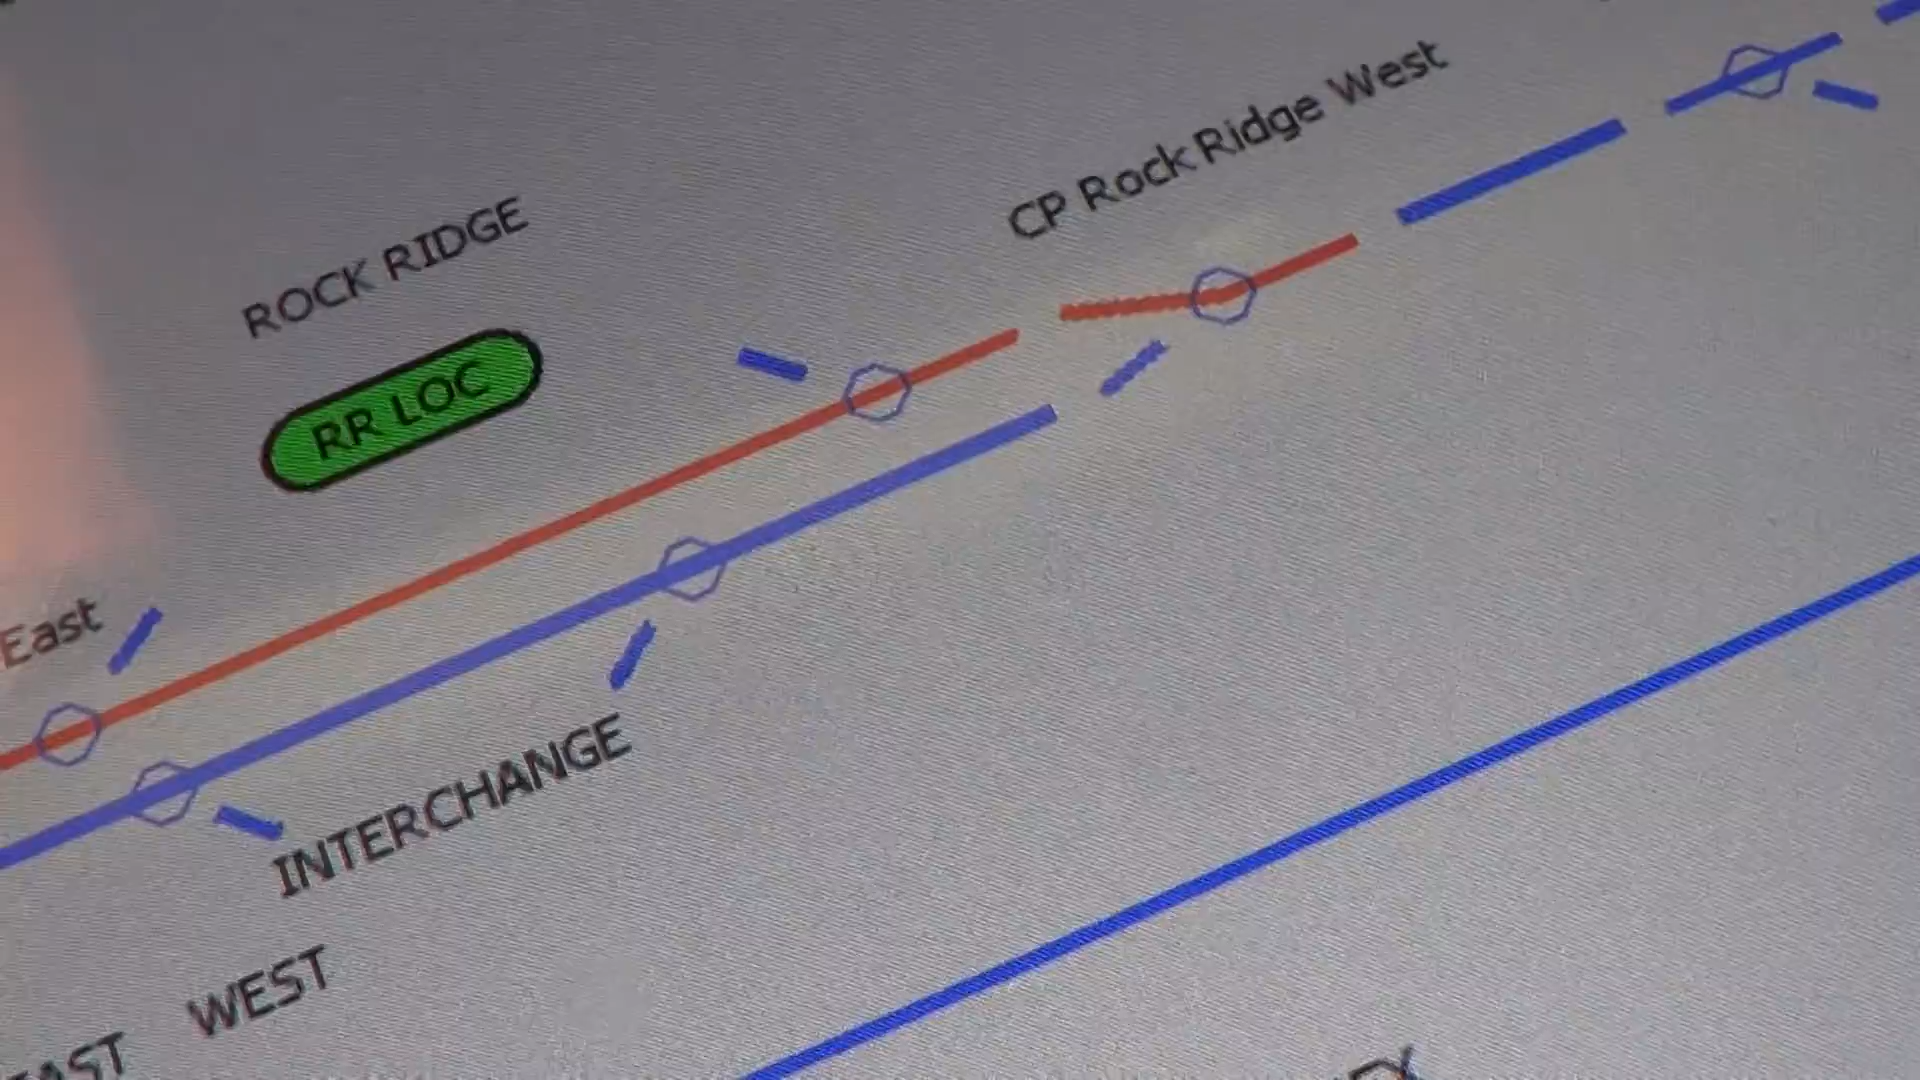 CP Rock Ridge West
ROCK RIDGE
RR LOC
East
INTERCHANGE
WEST